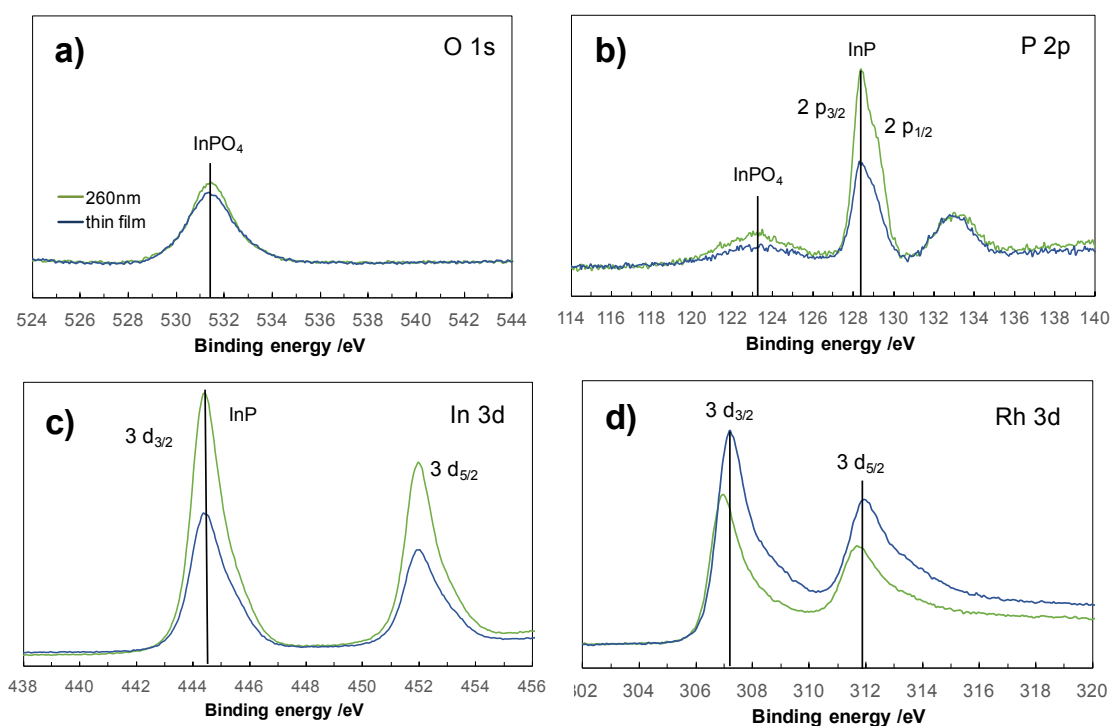 a)
O 1s
InPO₄
260nm
thin film
524 526 528 530 532 534 536 538 540 542 544
Binding energy /eV
b)
P 2p
InP
2 p₃/₂
2 p₁/₂
InPO₄
114 116 118 120 122 124 126 128 130 132 134 136 138 140
Binding energy /eV
c)
In 3d
InP
3 d₃/₂
3 d₅/₂
438 440 442 444 446 448 450 452 454 456
Binding energy /eV
d)
Rh 3d
3 d₃/₂
3 d₅/₂
302 304 306 308 310 312 314 316 318 320
Binding energy /eV